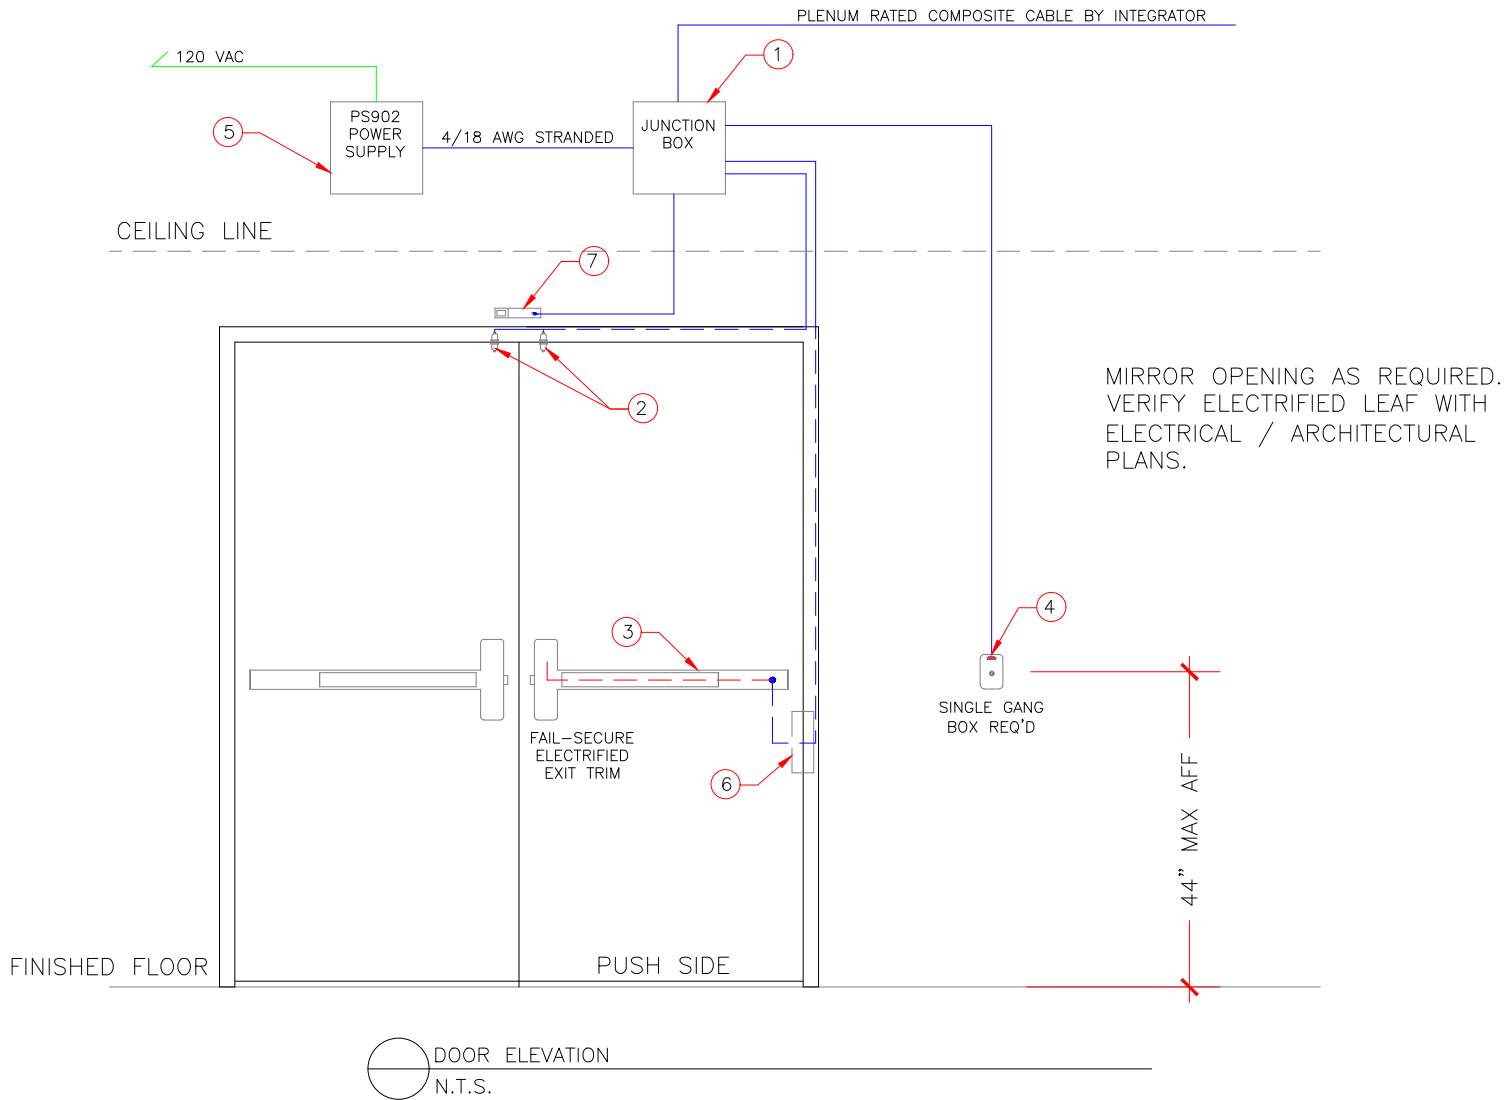 PLENUM RATED COMPOSITE CABLE BY INTEGRATOR
120 VAC
1
PS902
POWER
SUPPLY
5
4/18 AWG STRANDED
JUNCTION
BOX
CEILING LINE
7
2
MIRROR OPENING AS REQUIRED.
VERIFY ELECTRIFIED LEAF WITH
ELECTRICAL / ARCHITECTURAL
PLANS.
4
3
SINGLE GANG
BOX REQ'D
FAIL-SECURE
ELECTRIFIED
EXIT TRIM
6
44" MAX AFF
FINISHED FLOOR
PUSH SIDE
DOOR ELEVATION
N.T.S.